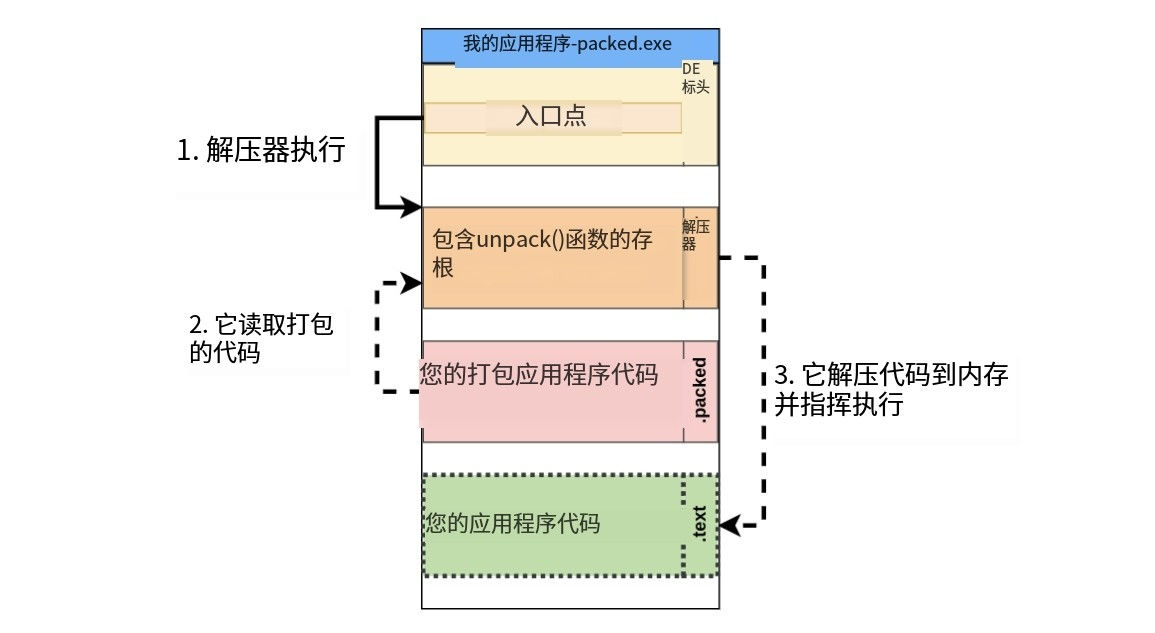 我的应用程序-packed.exe
DE
标头
入口点
1. 解压器执行
包含unpack()函数的存
根
解压
器
2. 它读取打包
的代码
您的打包应用程序代码
.packed
3. 它解压代码到内存
并指挥执行
您的应用程序代码
.text